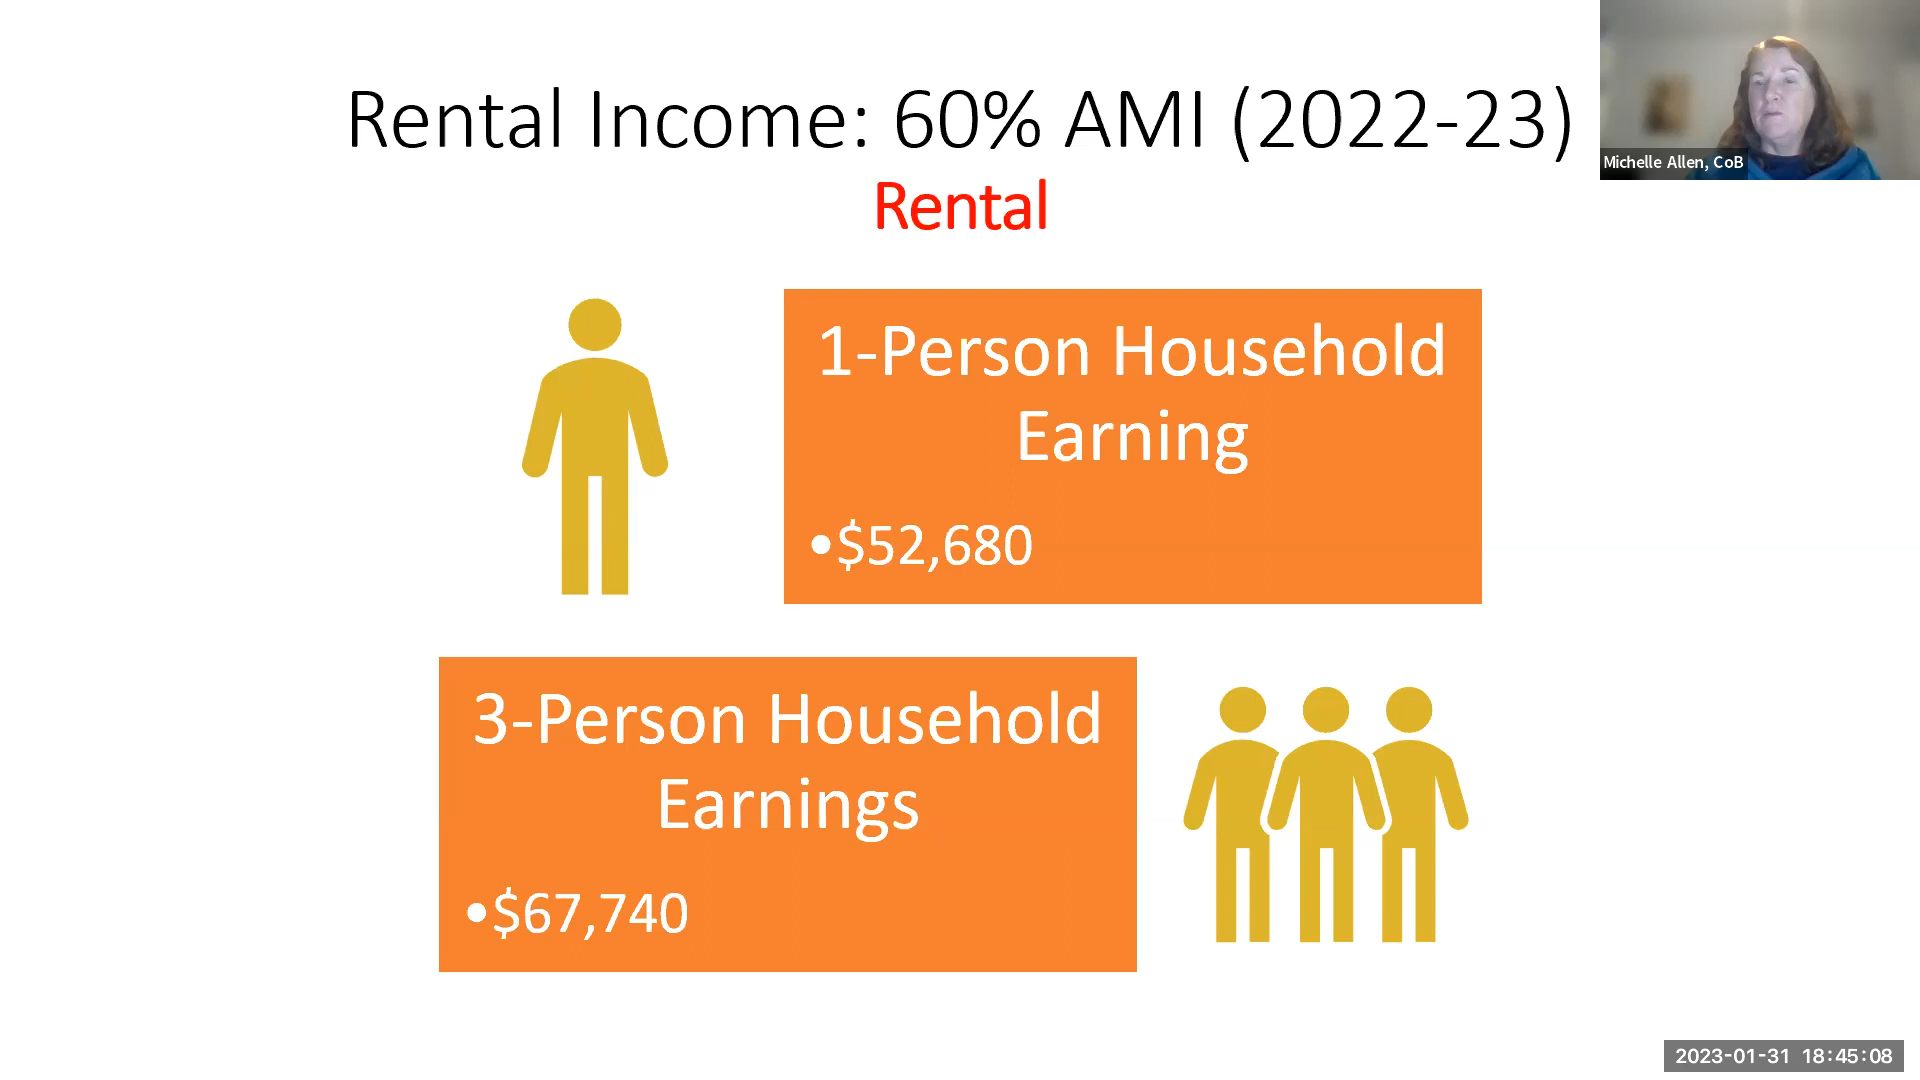 Rental Income: 60% AMI (2022-23)
Rental
Michelle Allen, CoB
1-Person Household
Earning
•$52,680
3-Person Household
Earnings
•$67,740
2023-01-31 18:45:08